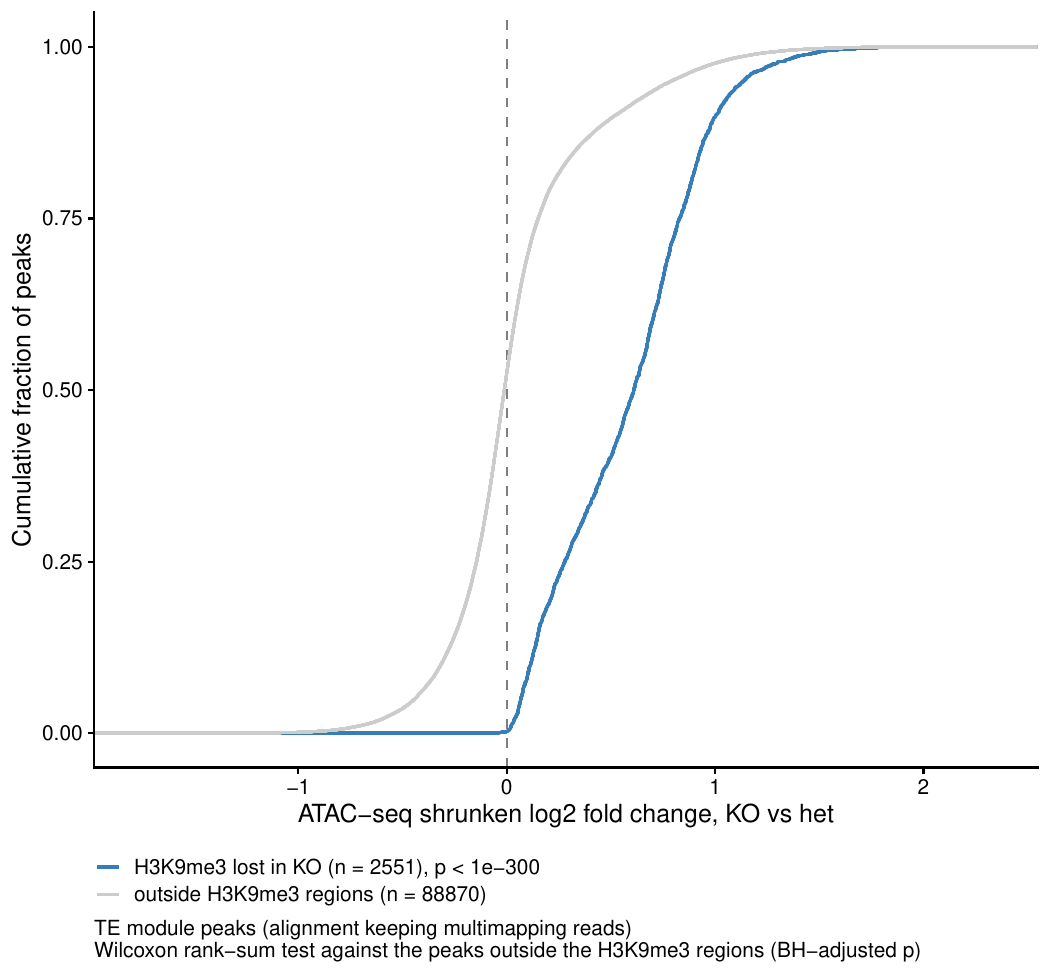 1.00
0.75
0.50
0.25
0.00
Cumulative fraction of peaks
−1 0 1 2
ATAC−seq shrunken log2 fold change, KO vs het
H3K9me3 lost in KO (n = 2551), p < 1e−300
outside H3K9me3 regions (n = 88870)
TE module peaks (alignment keeping multimapping reads)
Wilcoxon rank−sum test against the peaks outside the H3K9me3 regions (BH−adjusted p)